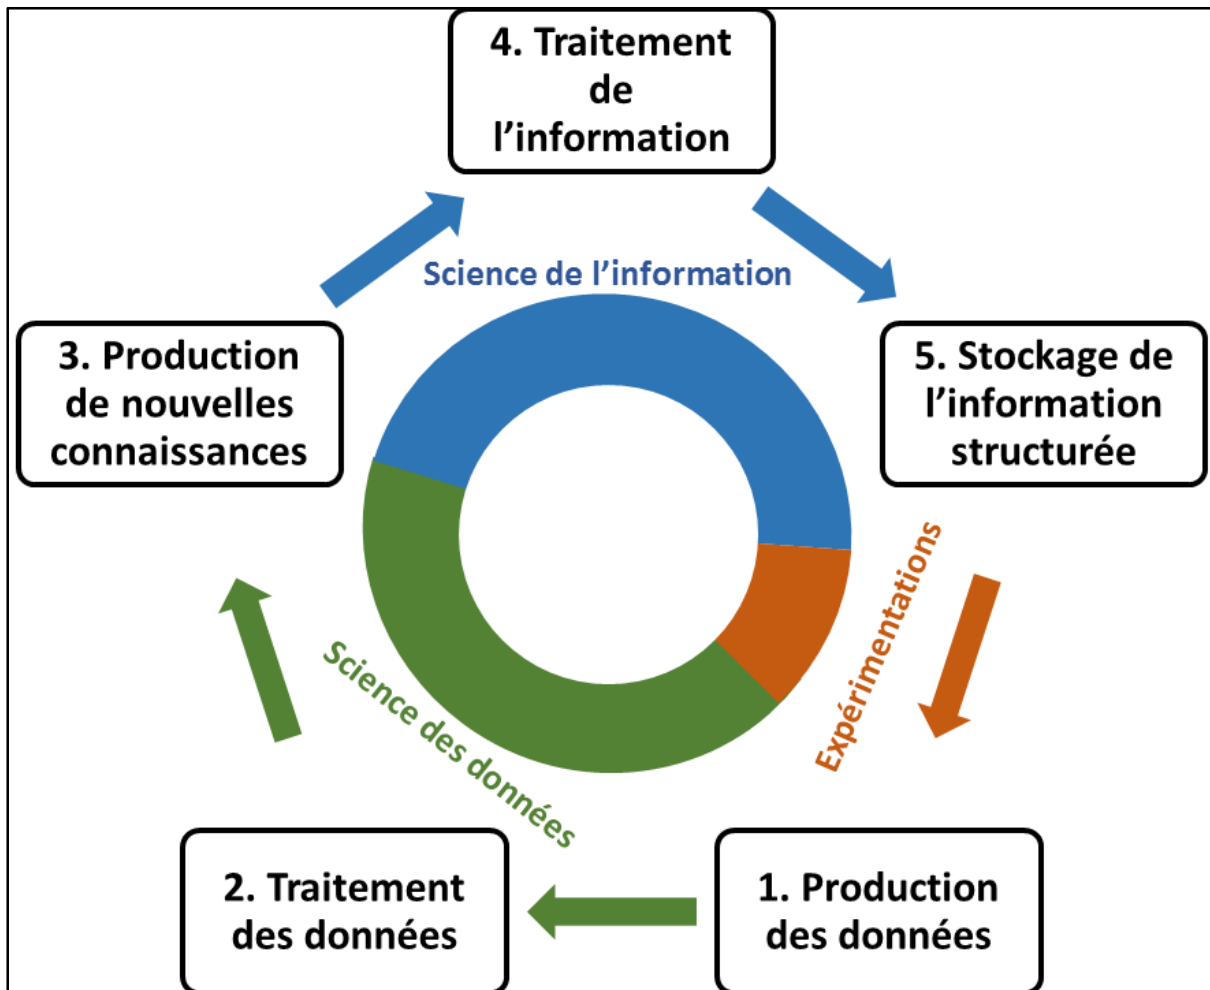 4. Traitement
de
l’information
Science de l’information
3. Production
de nouvelles
connaissances
5. Stockage de
l’information
structurée
Expérimentations
Science des données
2. Traitement
des données
1. Production
des données